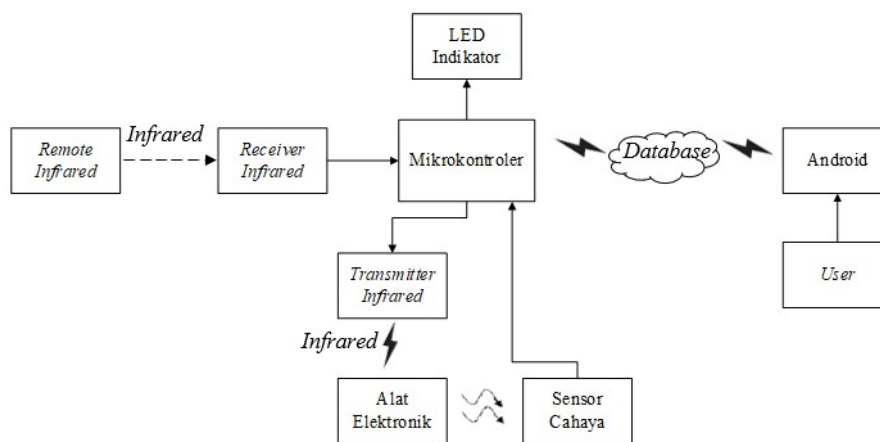 LED
Indikator
Infrared
Remote
Infrared
Receiver
Infrared
Mikrokontroler
Database
Android
Transmitter
Infrared
User
Infrared
Alat
Elektronik
Sensor
Cahaya